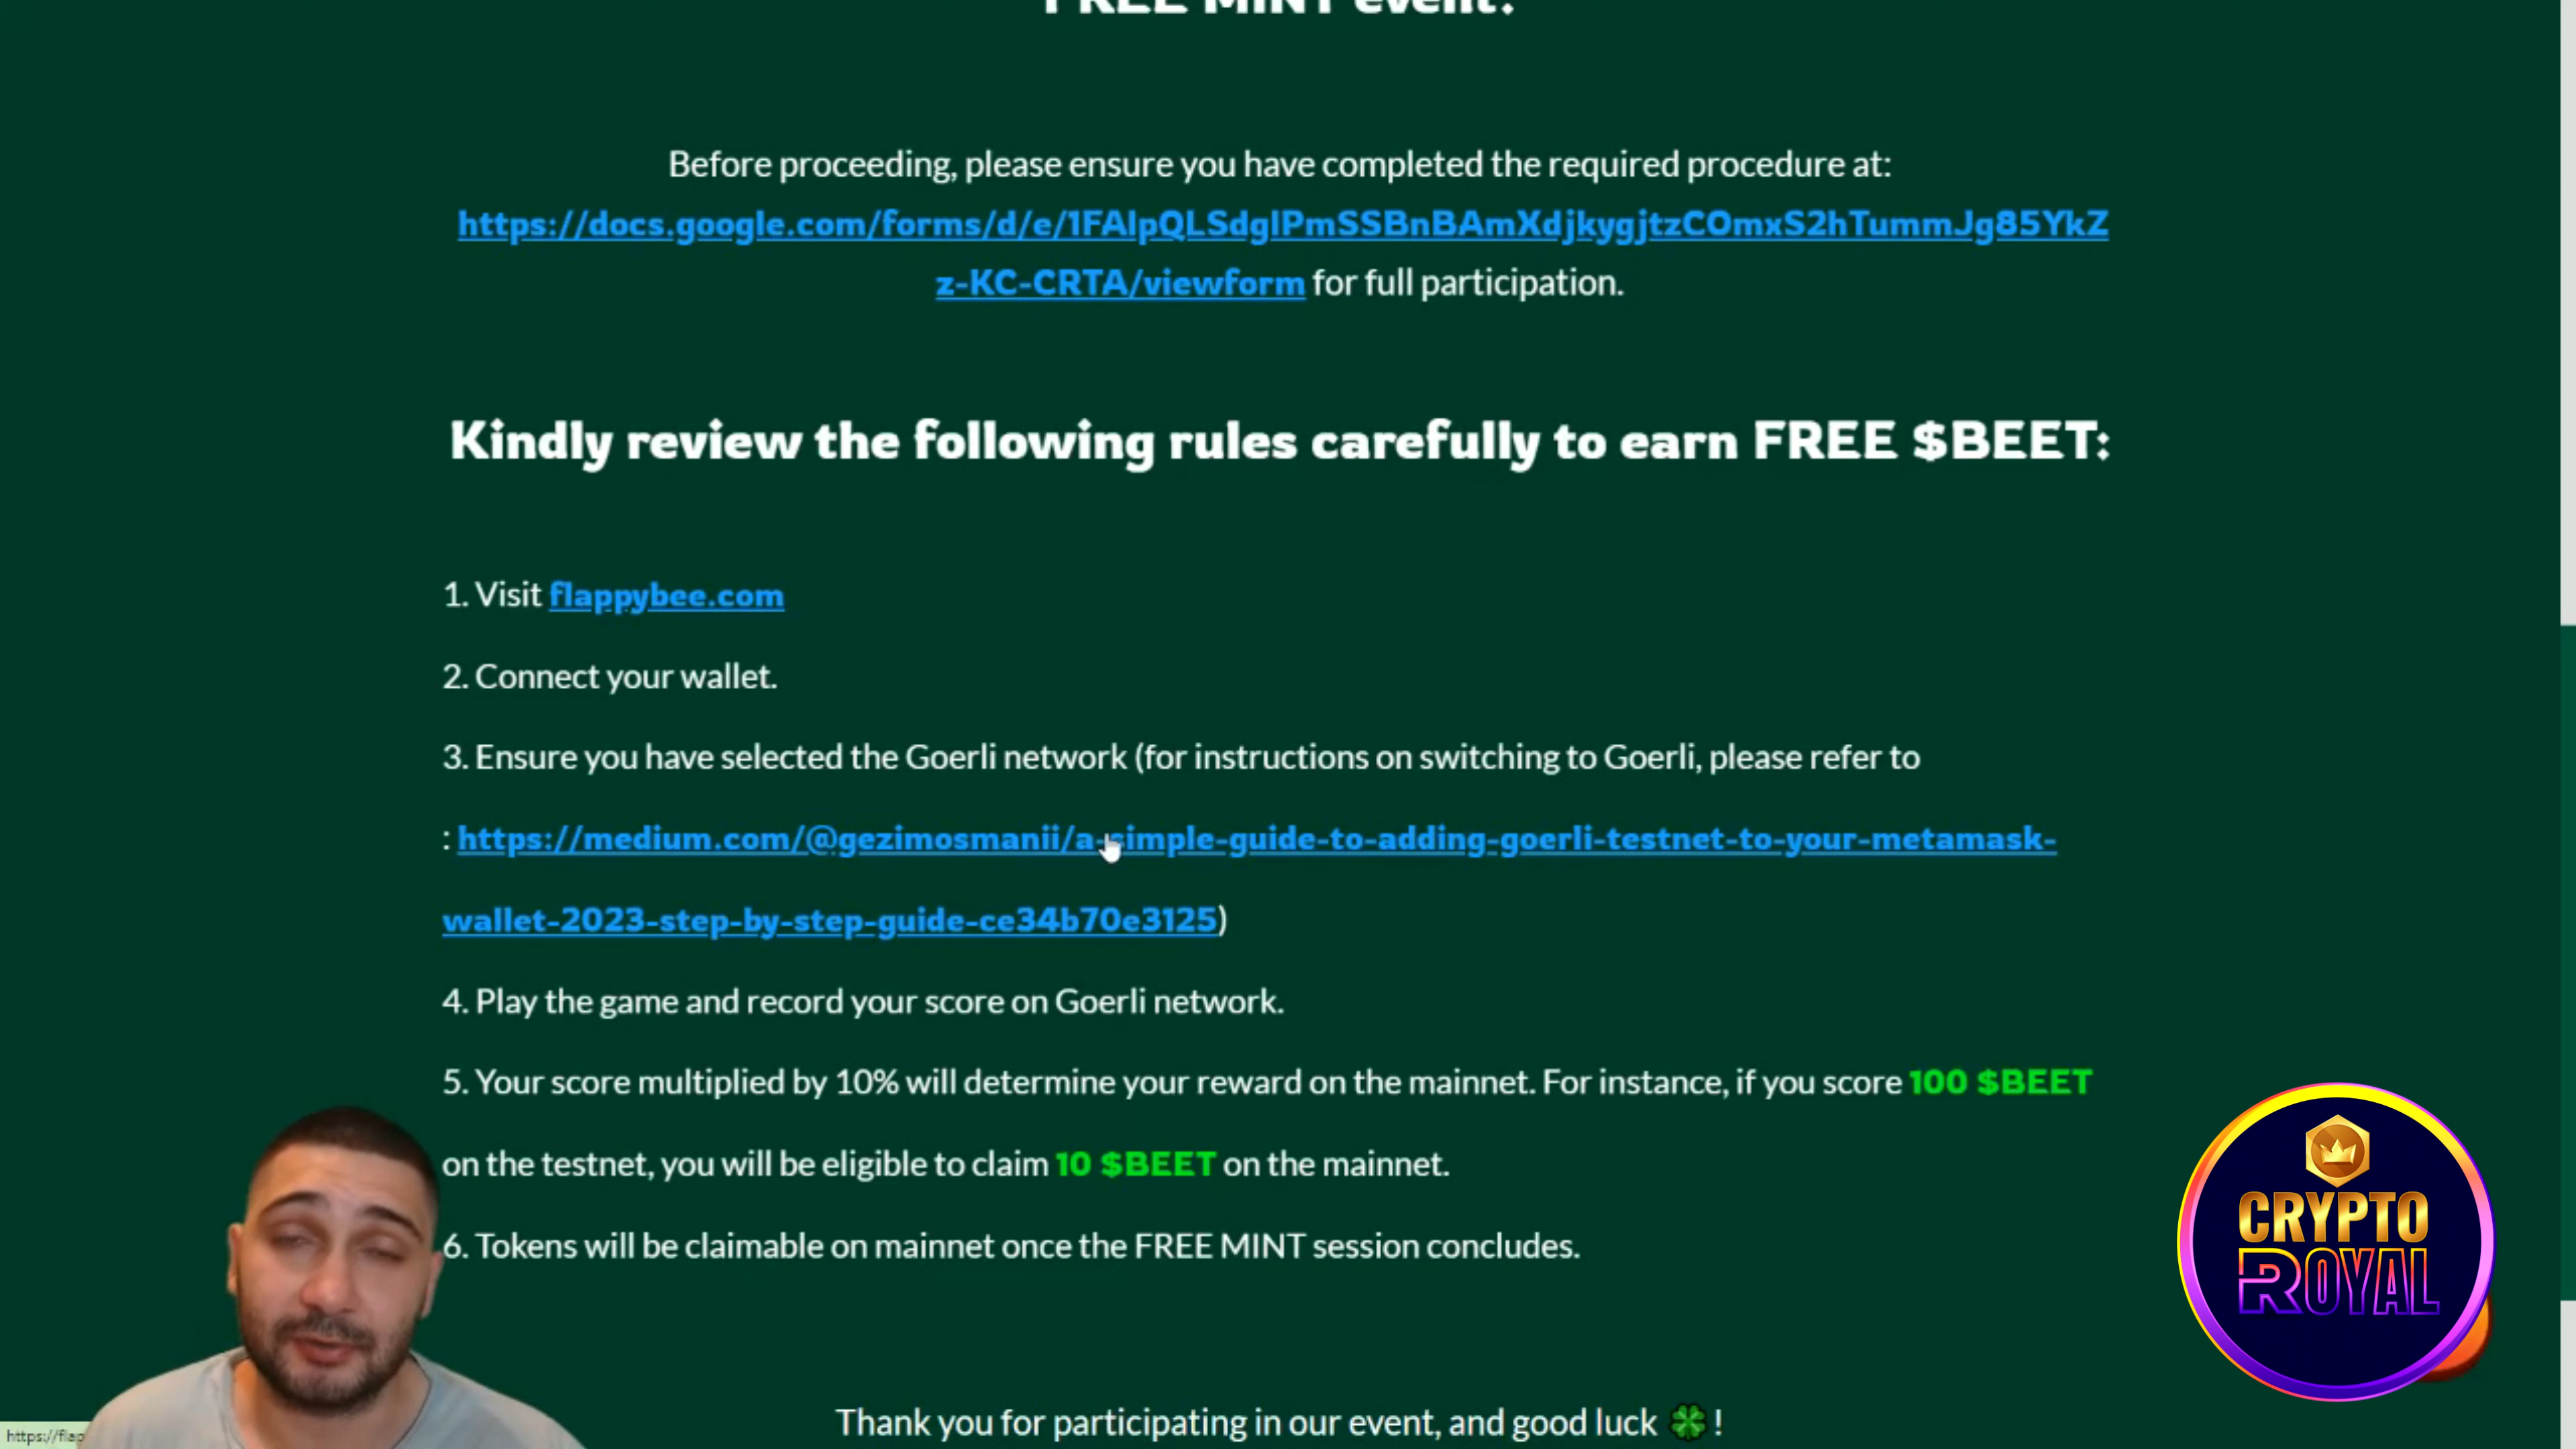 FREE MINT event!
Before proceeding, please ensure you have completed the required procedure at:
https://docs.google.com/forms/d/e/1FAIpQLSdgIPmSSBnBAmXdjkygjtzCOmxS2hTummJg85YkZ
z-KC-CRTA/viewform for full participation.
Kindly review the following rules carefully to earn FREE $BEET:
1. Visit flappybee.com
2. Connect your wallet.
3. Ensure you have selected the Goerli network (for instructions on switching to Goerli, please refer to
: https://medium.com/@gezimosmanii/a-simple-guide-to-adding-goerli-testnet-to-your-metamask-
wallet-2023-step-by-step-guide-ce34b70e3125)
4. Play the game and record your score on Goerli network.
5. Your score multiplied by 10% will determine your reward on the mainnet. For instance, if you score 100 $BEET
on the testnet, you will be eligible to claim 10 $BEET on the mainnet.
6. Tokens will be claimable on mainnet once the FREE MINT session concludes.
CRYPTO
ROYAL
Thank you for participating in our event, and good luck 🍀!
https://flap